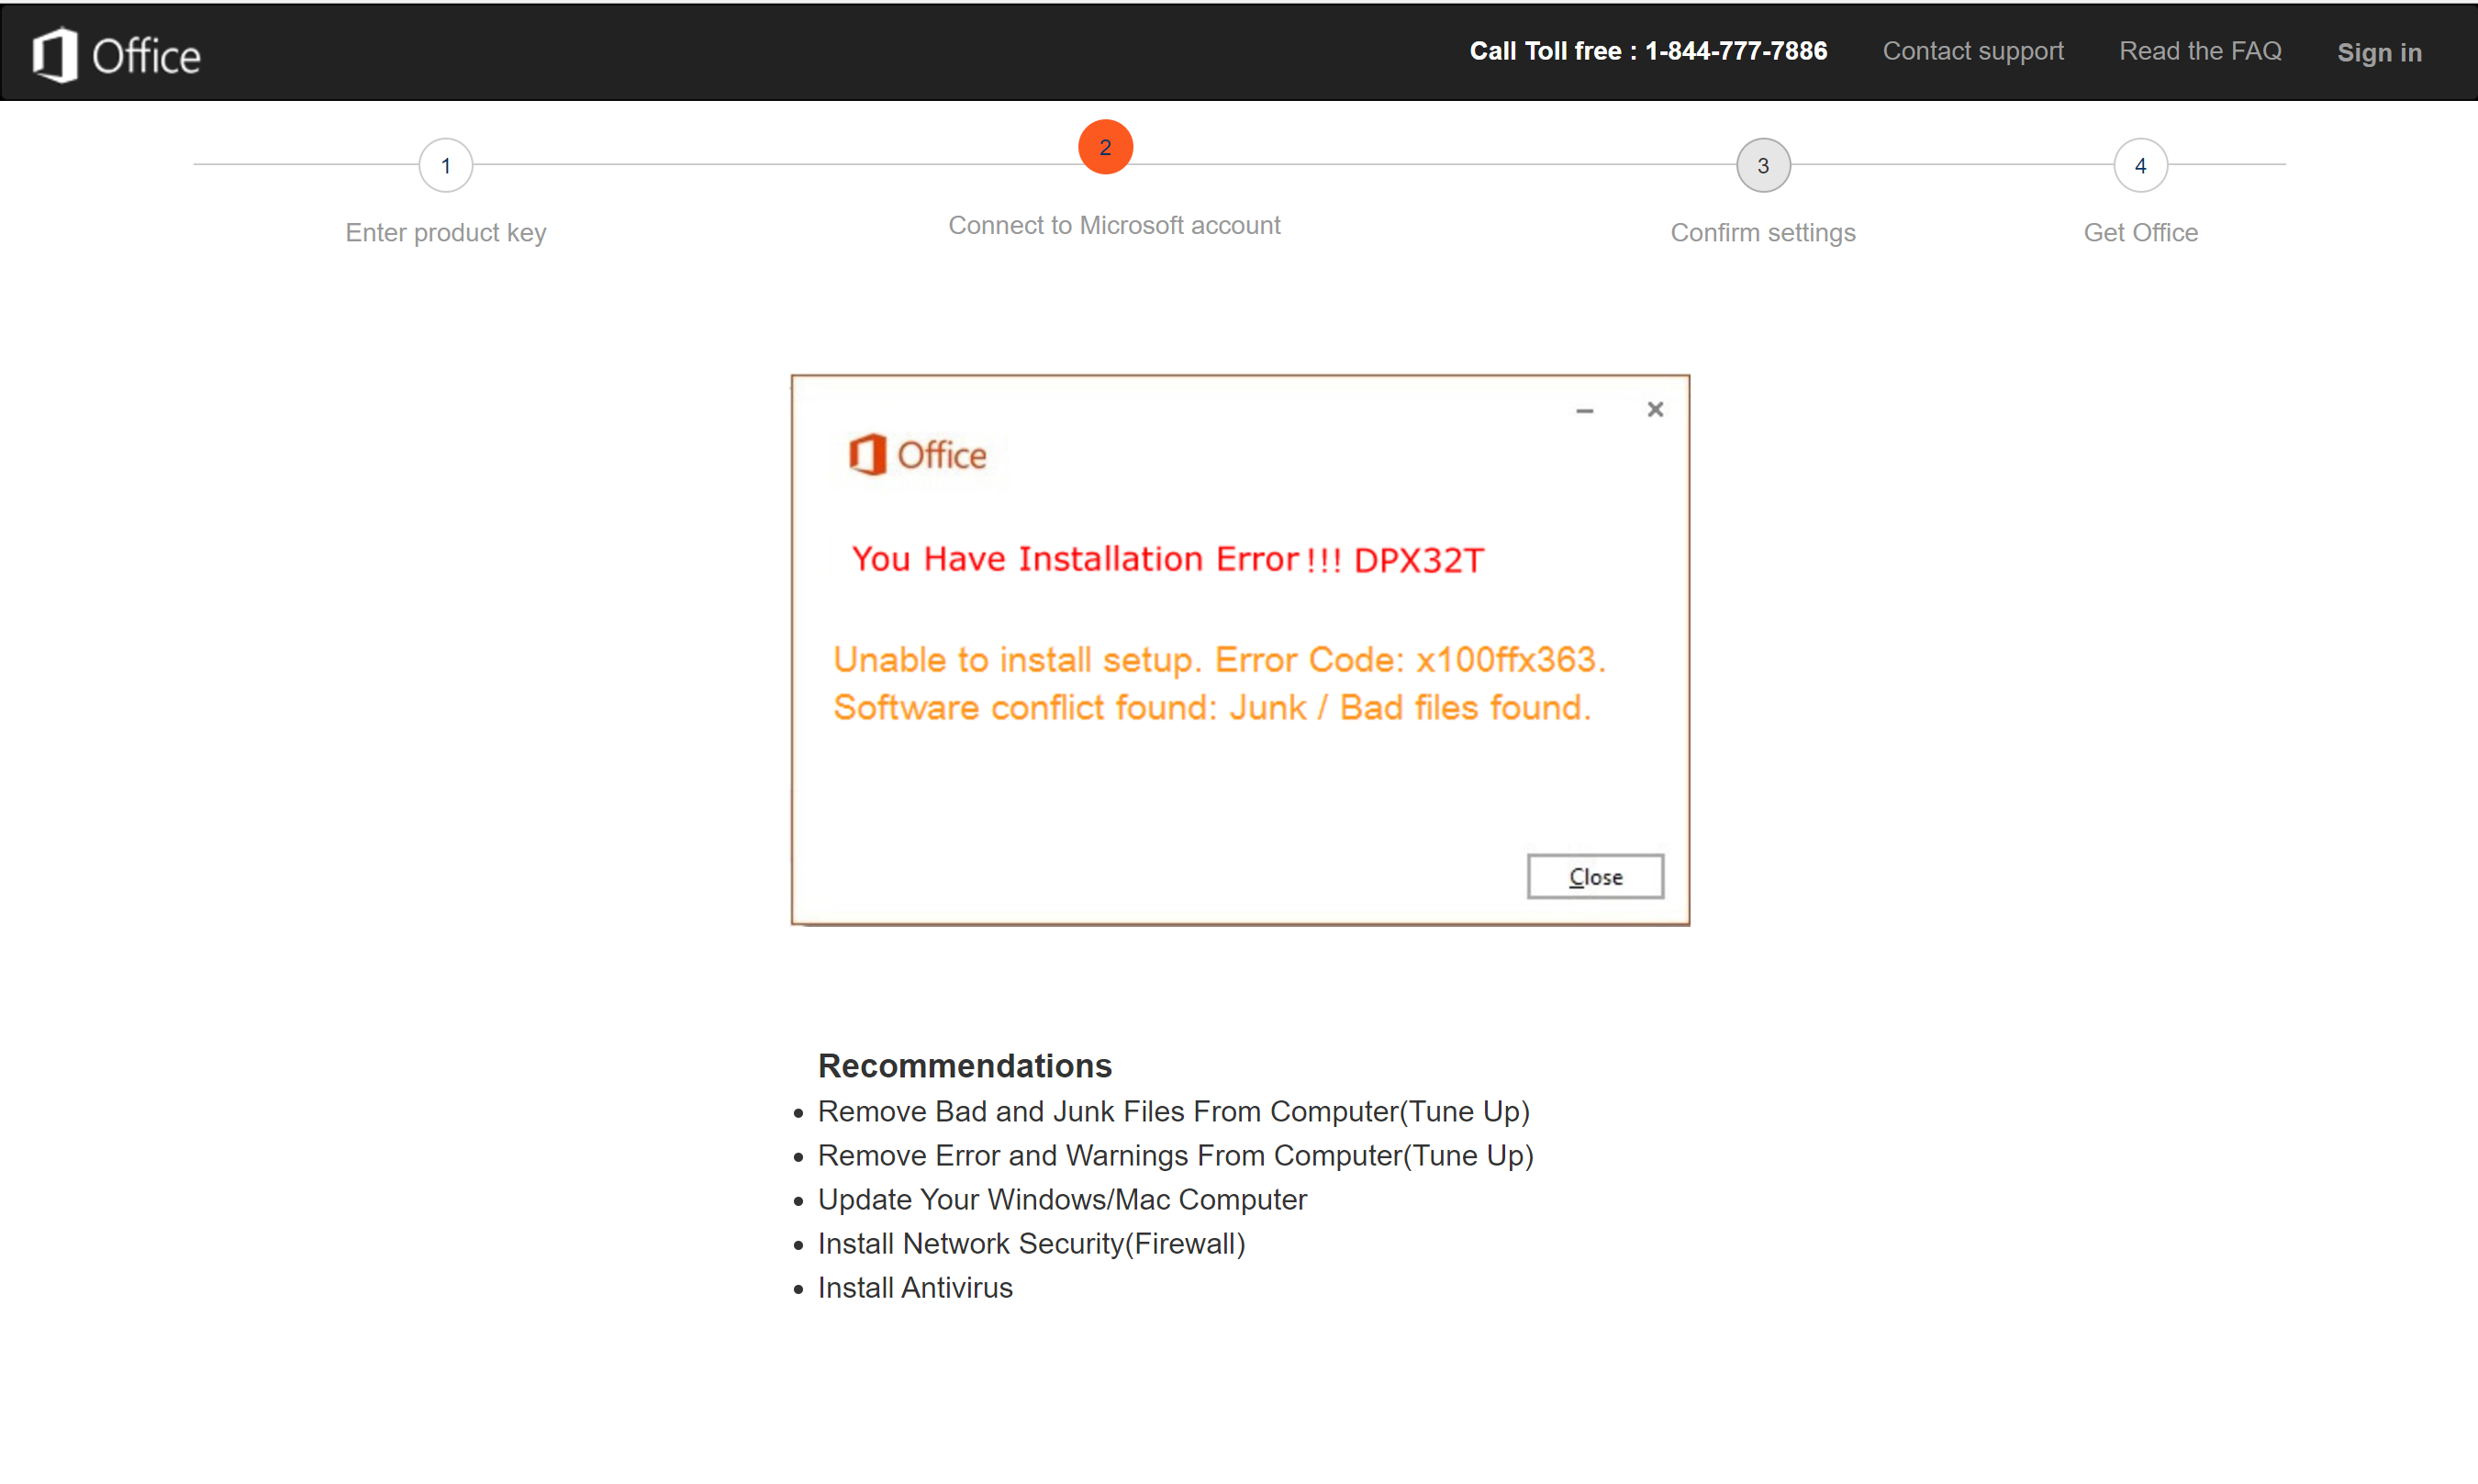 Office
Call Toll free : 1-844-777-7886 Contact support Read the FAQ Sign in
1 2 3 4
Enter product key Connect to Microsoft account Confirm settings Get Office
Office
You Have Installation Error!!! DPX32T
Unable to install setup. Error Code: x100ffx363.
Software conflict found: Junk / Bad files found.
Close
Recommendations
• Remove Bad and Junk Files From Computer(Tune Up)
• Remove Error and Warnings From Computer(Tune Up)
• Update Your Windows/Mac Computer
• Install Network Security(Firewall)
• Install Antivirus